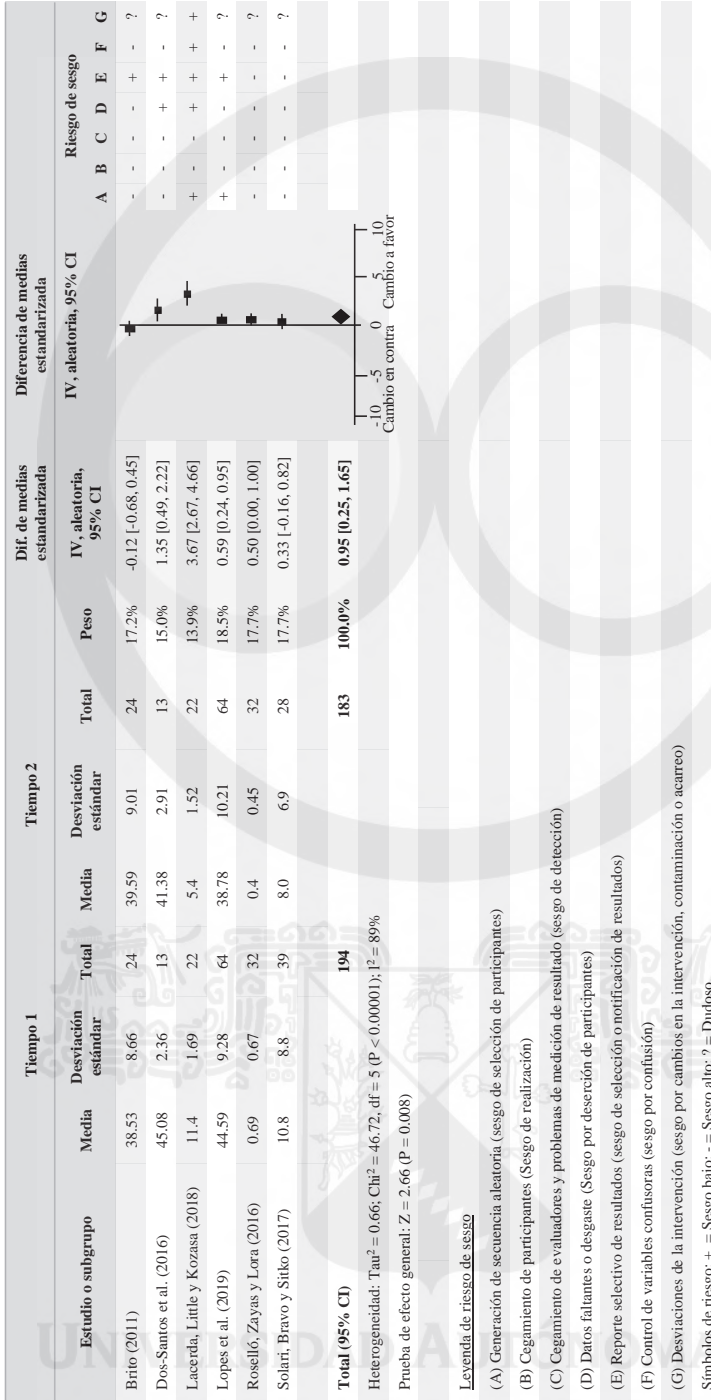 Tiempo 1 Tiempo 2 Dif. de medias estandarizada Diferencia de medias estandarizada
Estudio o subgrupo Media Desviación estándar Total Media Desviación estándar Total Peso IV, aleatoria, 95% CI IV, aleatoria, 95% CI Riesgo de sesgo
A B C D E F G
Brito (2011) 38.53 8.66 24 39.59 9.01 24 17.2% -0.12 [-0.68, 0.45] - - - - + - ?
Dos-Santos et al. (2016) 45.08 2.36 13 41.38 2.91 13 15.0% 1.35 [0.49, 2.22] - - - + + - ?
Lacerda, Little y Kozasa (2018) 11.4 1.69 22 5.4 1.52 22 13.9% 3.67 [2.67, 4.66] + - - + + + +
Lopes et al. (2019) 44.59 9.28 64 38.78 10.21 64 18.5% 0.59 [0.24, 0.95] + - - - + - ?
Roselló, Zayas y Lora (2016) 0.69 0.67 32 0.4 0.45 32 17.7% 0.50 [0.00, 1.00] - - - - - - ?
Solari, Bravo y Sitko (2017) 10.8 8.8 39 8.0 6.9 28 17.7% 0.33 [-0.16, 0.82] - - - - - - ?
Total (95% CI) 194 183 100.0% 0.95 [0.25, 1.65]
Heterogeneidad: Tau² = 0.66; Chi² = 46.72, df = 5 (P < 0.00001); I² = 89%
-10 -5 0 5 10
Prueba de efecto general: Z = 2.66 (P = 0.008)
Cambio en contra Cambio a favor
Leyenda de riesgo de sesgo
(A) Generación de secuencia aleatoria (sesgo de selección de participantes)
(B) Cegamiento de participantes (Sesgo de realización)
(C) Cegamiento de evaluadores y problemas de medición de resultado (sesgo de detección)
(D) Datos faltantes o desgaste (Sesgo por deserción de participantes)
(E) Reporte selectivo de resultados (sesgo de selección o notificación de resultados)
(F) Control de variables confusoras (sesgo por confusión)
(G) Desviaciones de la intervención (sesgo por cambios en la intervención, contaminación o acarreo)
Símbolos de riesgo: + = Sesgo bajo; - = Sesgo alto; ? = Dudoso
UNIVERSIDAD AUTÓNOMA